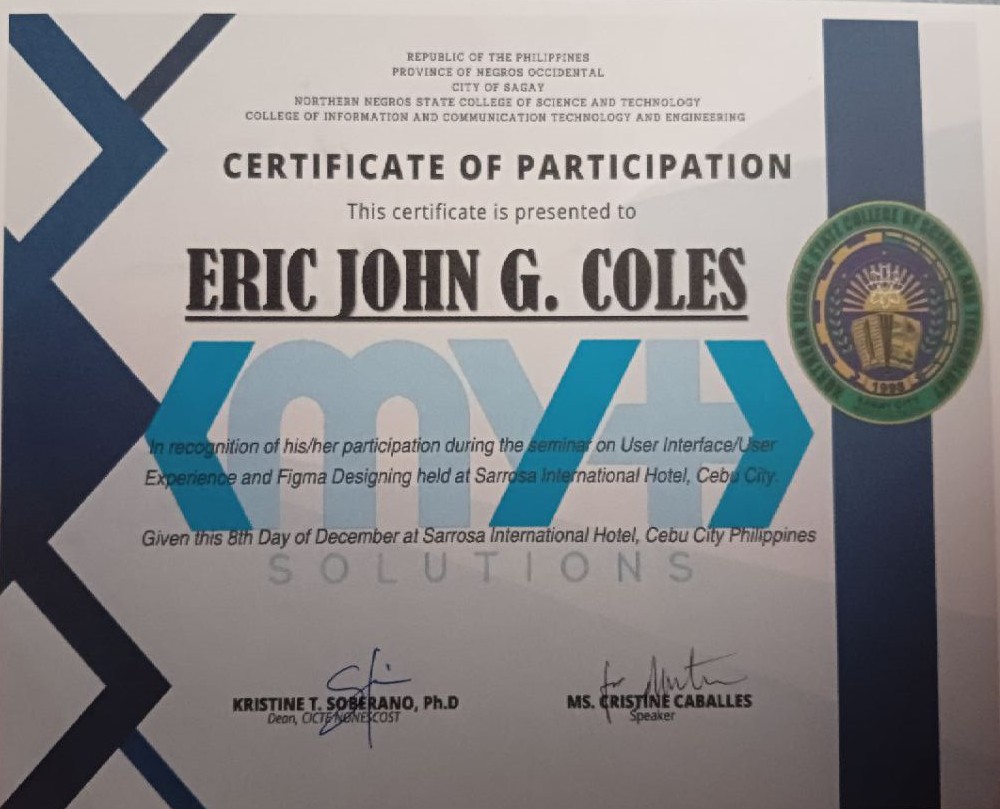 REPUBLIC OF THE PHILIPPINES
PROVINCE OF NEGROS OCCIDENTAL
CITY OF SAGAY
NORTHERN NEGROS STATE COLLEGE OF SCIENCE AND TECHNOLOGY
COLLEGE OF INFORMATION AND COMMUNICATION TECHNOLOGY AND ENGINEERING
CERTIFICATE OF PARTICIPATION
This certificate is presented to
ERIC JOHN G. COLES
NORTHERN NEGROS STATE COLLEGE OF SCIENCE AND TECHNOLOGY
1998
SAGAY CITY
myt
In recognition of his/her participation during the seminar on User Interface/User
Experience and Figma Designing held at Sarrosa International Hotel, Cebu City.
Given this 8th Day of December at Sarrosa International Hotel, Cebu City Philippines
SOLUTIONS
for
KRISTINE T. SOBERANO, Ph.D
Dean, CICTE NONESCOST
MS. CRISTINE CABALLES
Speaker